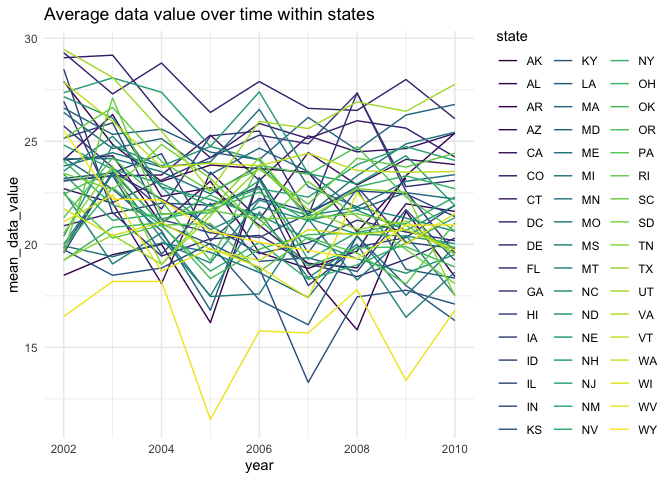 Average data value over time within states
mean_data_value
30
25
20
15
2002
2004
2006
2008
2010
year
state
AK
AL
AR
AZ
CA
CO
CT
DC
DE
FL
GA
HI
IA
ID
IL
IN
KS
KY
LA
MA
MD
ME
MI
MN
MO
MS
MT
NC
ND
NE
NH
NJ
NM
NV
NY
OH
OK
OR
PA
RI
SC
SD
TN
TX
UT
VA
VT
WA
WI
WV
WY